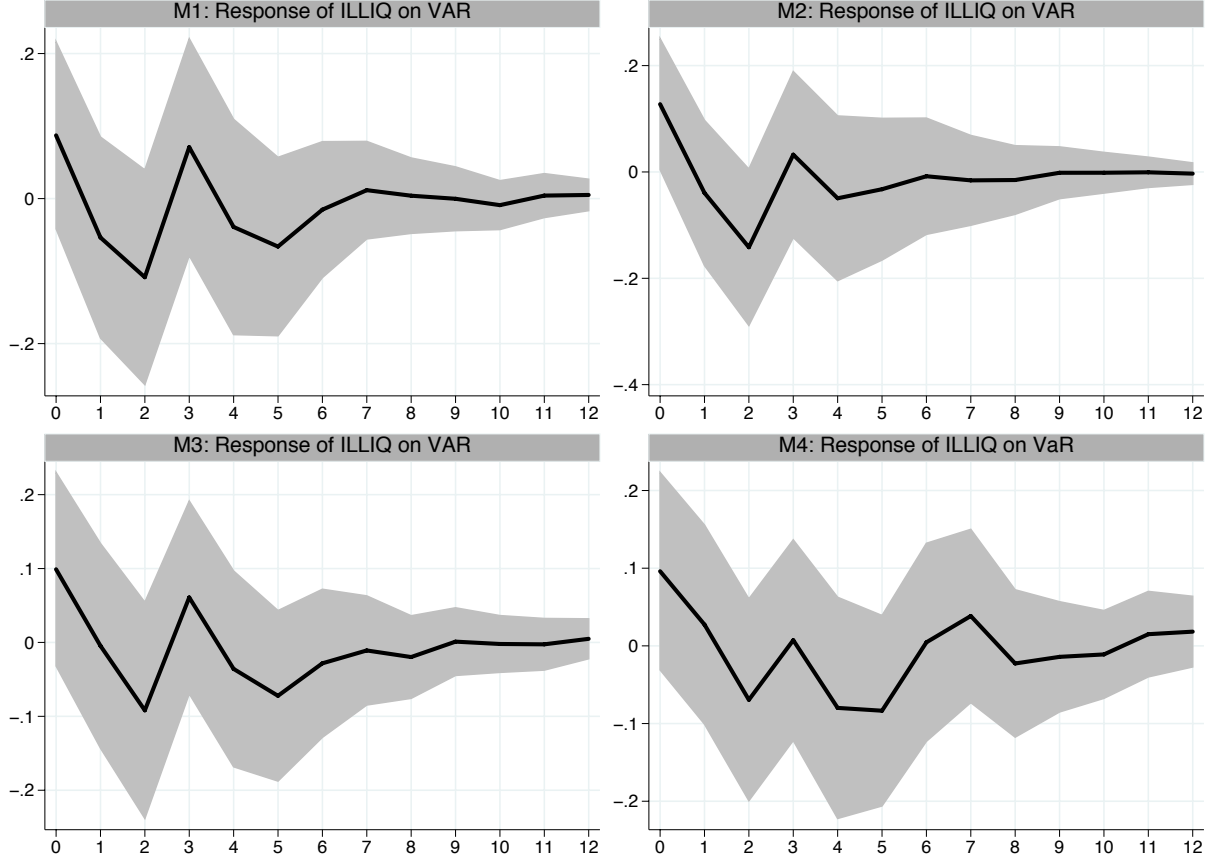 M1: Response of ILLIQ on VAR
.2
0
−.2
0 1 2 3 4 5 6 7 8 9 10 11 12
M2: Response of ILLIQ on VAR
.2
0
−.2
−.4
0 1 2 3 4 5 6 7 8 9 10 11 12
M3: Response of ILLIQ on VAR
.2
.1
0
−.1
−.2
0 1 2 3 4 5 6 7 8 9 10 11 12
M4: Response of ILLIQ on VaR
.2
.1
0
−.1
−.2
0 1 2 3 4 5 6 7 8 9 10 11 12